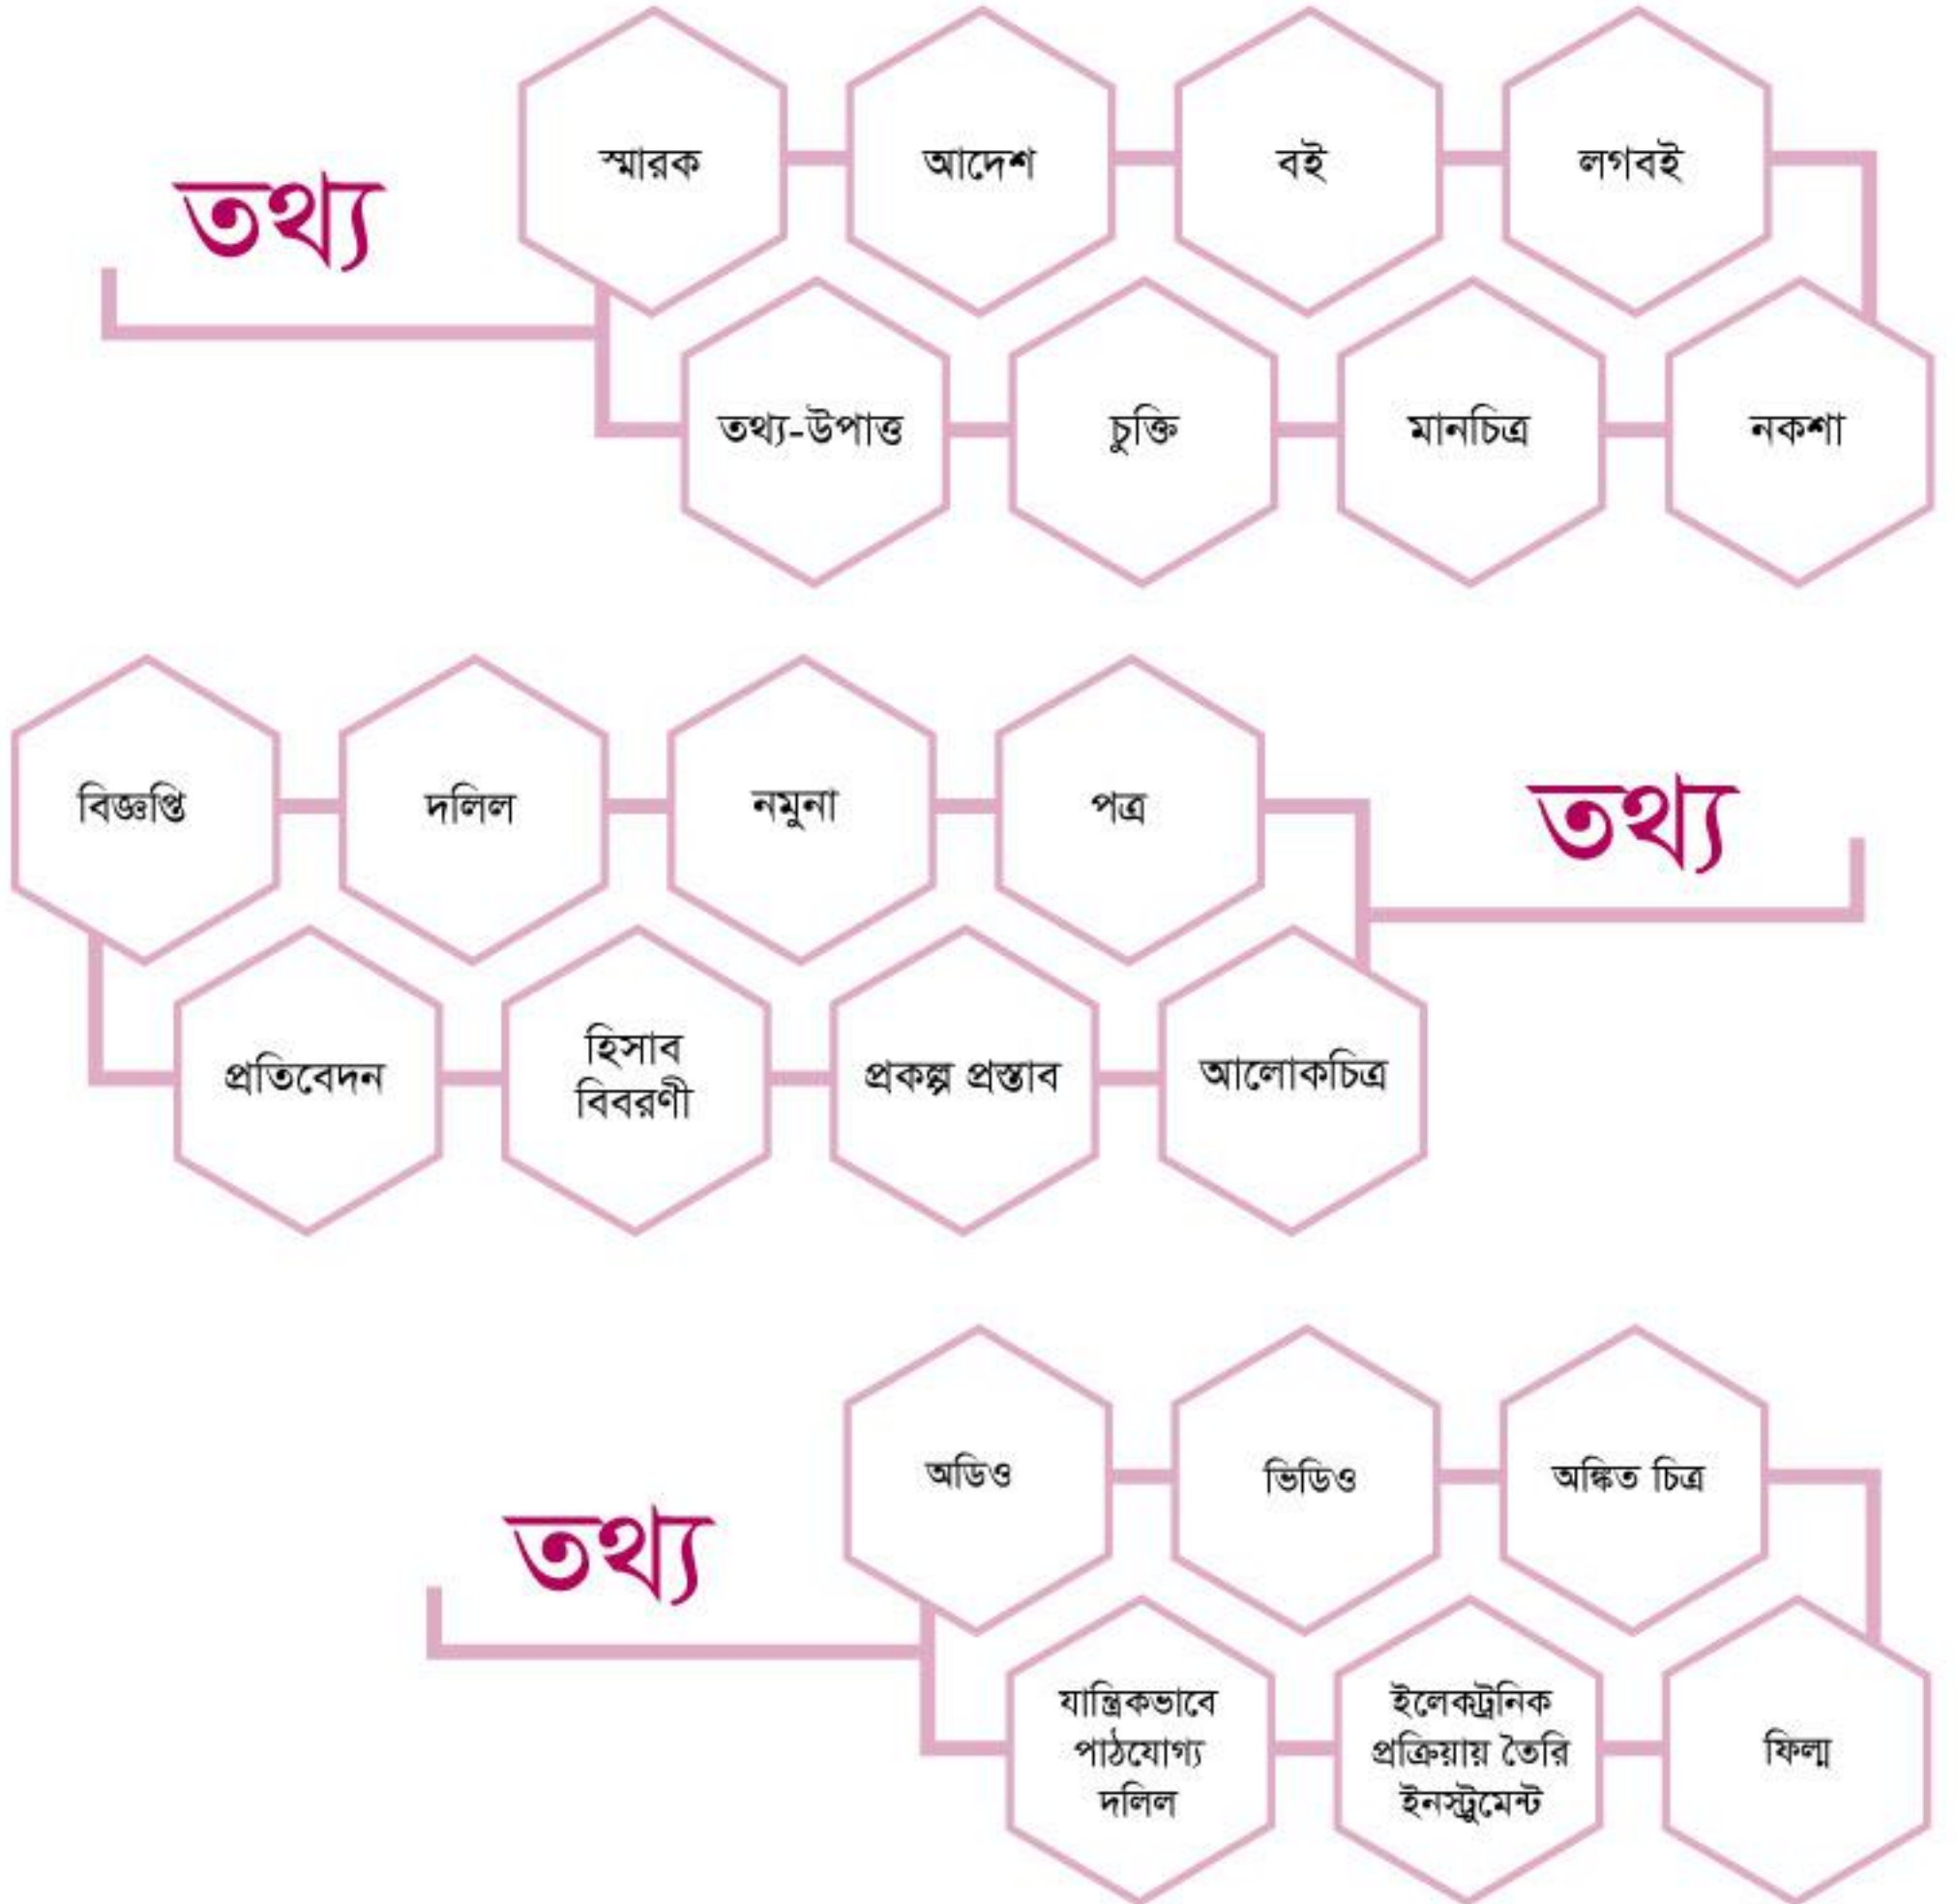 তথ্য
স্মারক
আদেশ
বই
লগবই
তথ্য-উপাত্ত
চুক্তি
মানচিত্র
নকশা
বিজ্ঞপ্তি
দলিল
নমুনা
পত্র
তথ্য
প্রতিবেদন
হিসাব
বিবরণী
প্রকল্প প্রস্তাব
আলোকচিত্র
তথ্য
অডিও
ভিডিও
অঙ্কিত চিত্র
যান্ত্রিকভাবে
পাঠযোগ্য
দলিল
ইলেকট্রনিক
প্রক্রিয়ায় তৈরি
ইনস্ট্রুমেন্ট
ফিল্ম